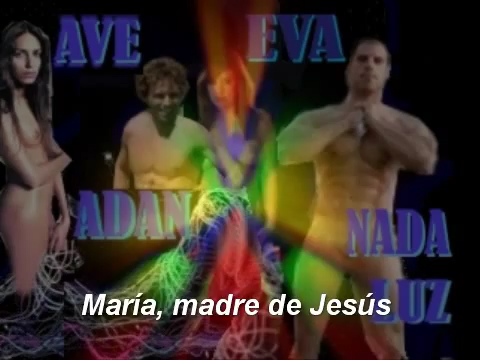 AVE
EVA
ADAN
NADA
LUZ
María, madre de Jesús